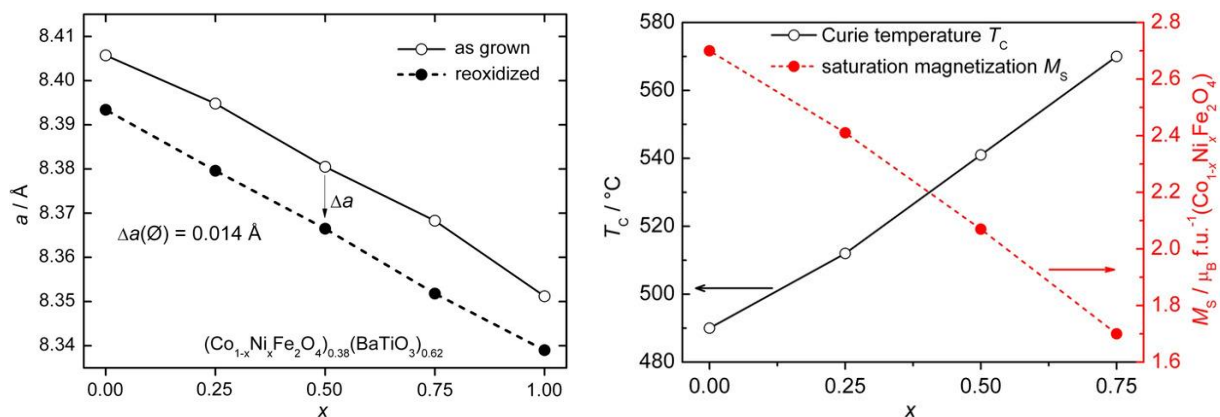 8.41
8.40
8.39
8.38
8.37
8.36
8.35
8.34
a / Å
as grown
reoxidized
Δa
Δa(Ø) = 0.014 Å
(Co1-xNixFe2O4)0.38(BaTiO3)0.62
0.00 0.25 0.50 0.75 1.00
x
580
560
540
520
500
480
TC / °C
Curie temperature TC
saturation magnetization MS
2.8
2.6
2.4
2.2
2.0
1.8
1.6
MS / μB f.u.-1(Co1-xNixFe2O4)
0.00 0.25 0.50 0.75
x